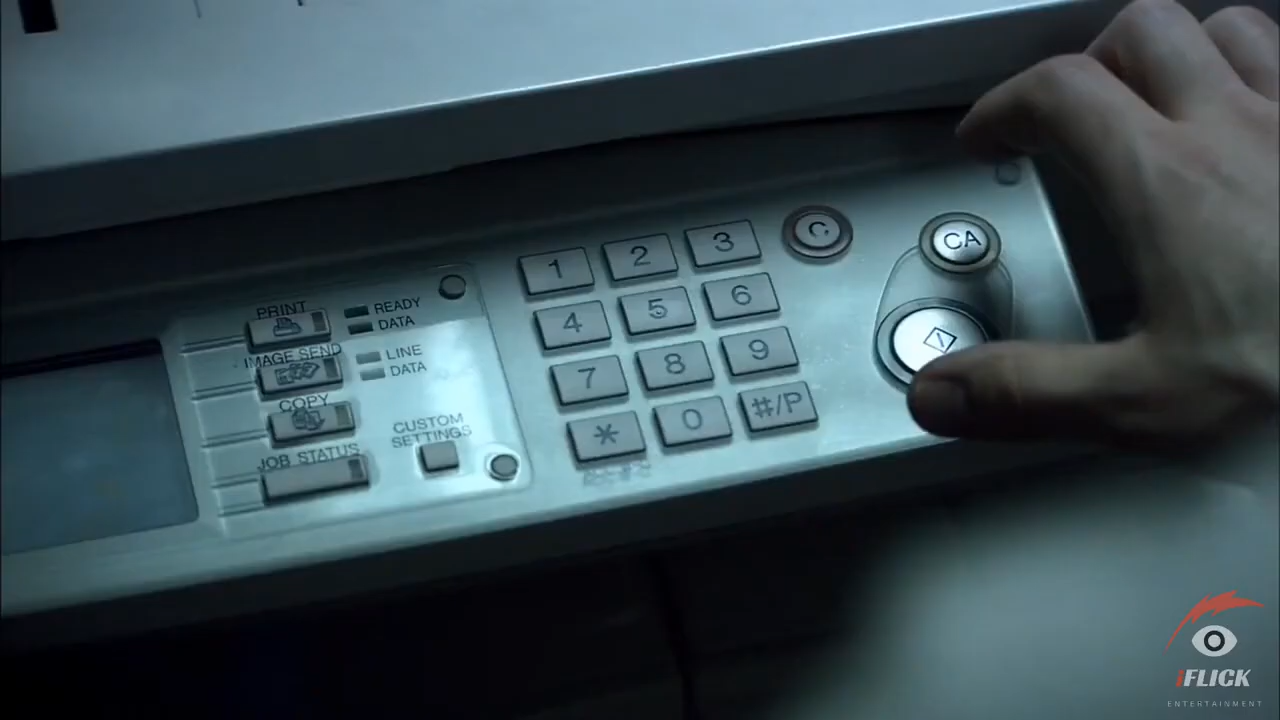 PRINT
READY
DATA
IMAGE SEND
LINE
DATA
COPY
CUSTOM
SETTINGS
JOB STATUS
1 2 3 C CA
4 5 6
7 8 9
* 0 #/P
iFLICK
ENTERTAINMENT